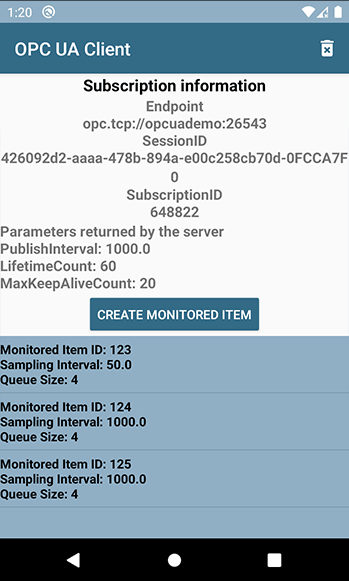 1:20
OPC UA Client
Subscription information
Endpoint
opc.tcp://opcuademo:26543
SessionID
426092d2-aaaa-478b-894a-e00c258cb70d-0FCCA7F
0
SubscriptionID
648822
Parameters returned by the server
PublishInterval: 1000.0
LifetimeCount: 60
MaxKeepAliveCount: 20
CREATE MONITORED ITEM
Monitored Item ID: 123
Sampling Interval: 50.0
Queue Size: 4
Monitored Item ID: 124
Sampling Interval: 1000.0
Queue Size: 4
Monitored Item ID: 125
Sampling Interval: 1000.0
Queue Size: 4